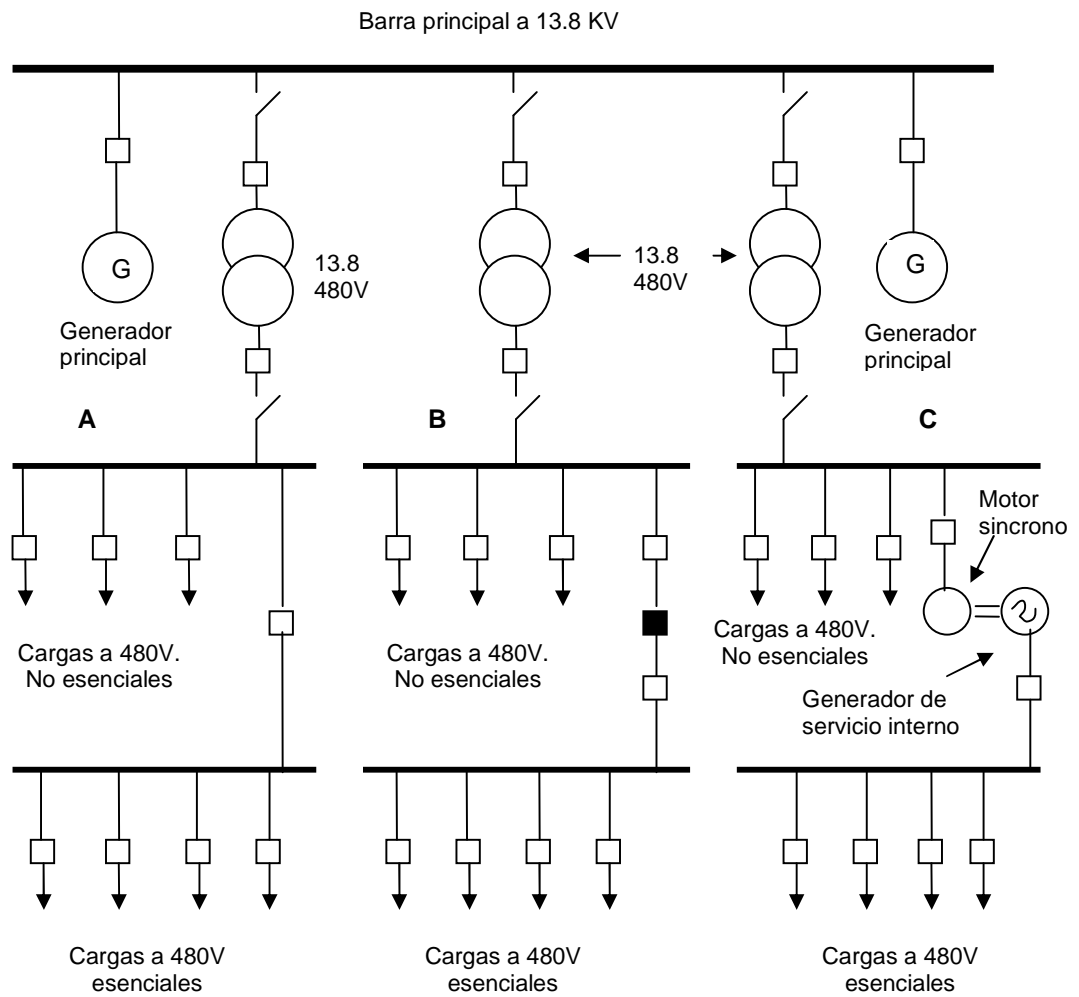 Barra principal a 13.8 KV
G
13.8
480V
13.8
480V
G
Generador
principal
Generador
principal
A
B
C
Motor
sincrono
Cargas a 480V.
No esenciales
Cargas a 480V.
No esenciales
Cargas a 480V.
No esenciales
Generador de
servicio interno
Cargas a 480V
esenciales
Cargas a 480V
esenciales
Cargas a 480V
esenciales